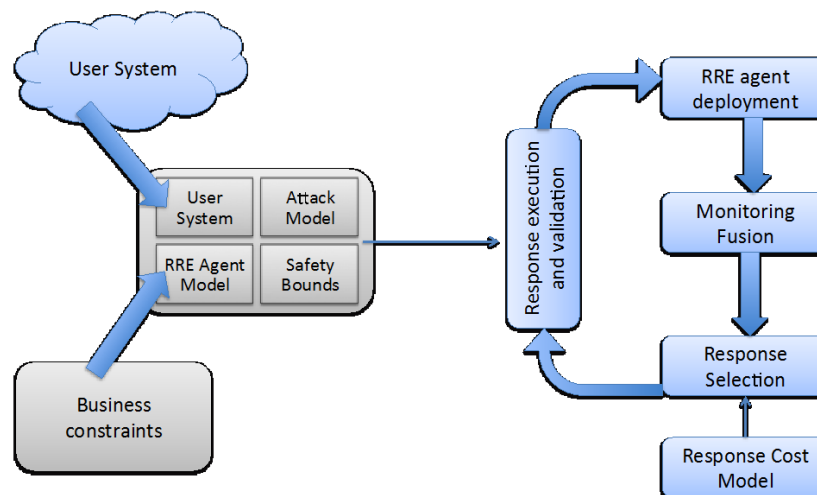 User System
User
System
Attack
Model
RRE Agent
Model
Safety
Bounds
Business
constraints
Response execution
and validation
RRE agent
deployment
Monitoring
Fusion
Response
Selection
Response Cost
Model